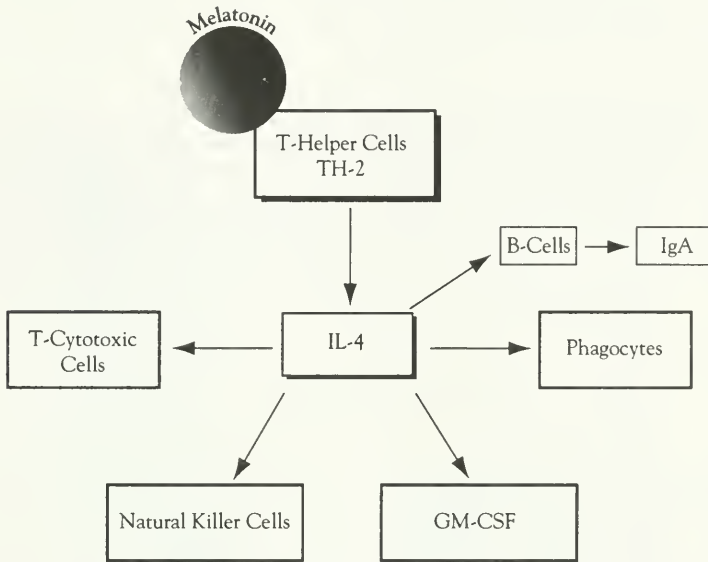 Melatonin
T-Helper Cells
TH-2
B-Cells
IgA
T-Cytotoxic
Cells
IL-4
Phagocytes
Natural Killer Cells
GM-CSF